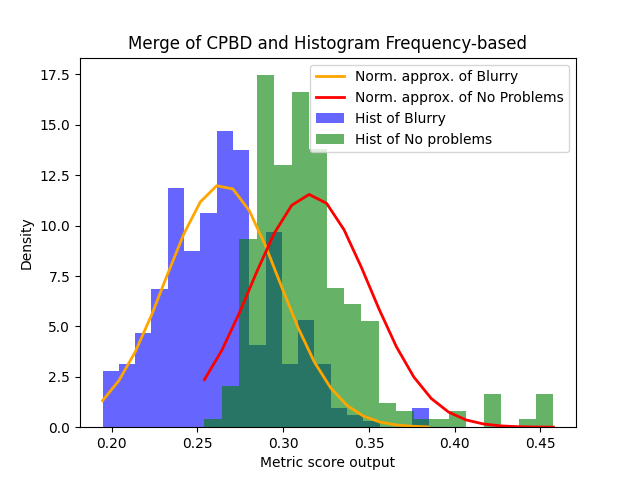 Merge of CPBD and Histogram Frequency-based
Norm. approx. of Blurry
Norm. approx. of No Problems
Hist of Blurry
Hist of No problems
17.5
15.0
12.5
10.0
7.5
5.0
2.5
0.0
Density
0.20 0.25 0.30 0.35 0.40 0.45
Metric score output